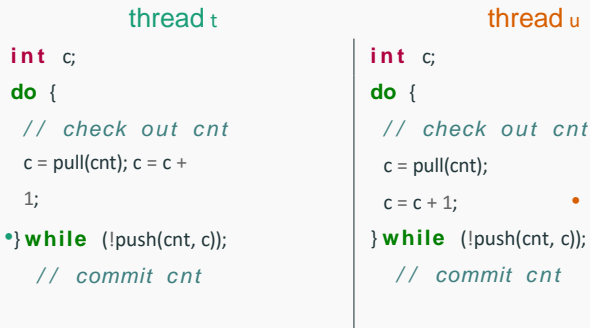 thread t
int c;
do {
// check out cnt
c = pull(cnt); c = c +
1;
•} while (!push(cnt, c));
// commit cnt
thread u
int c;
do {
// check out cnt
c = pull(cnt);
c = c + 1; •
} while (!push(cnt, c));
// commit cnt